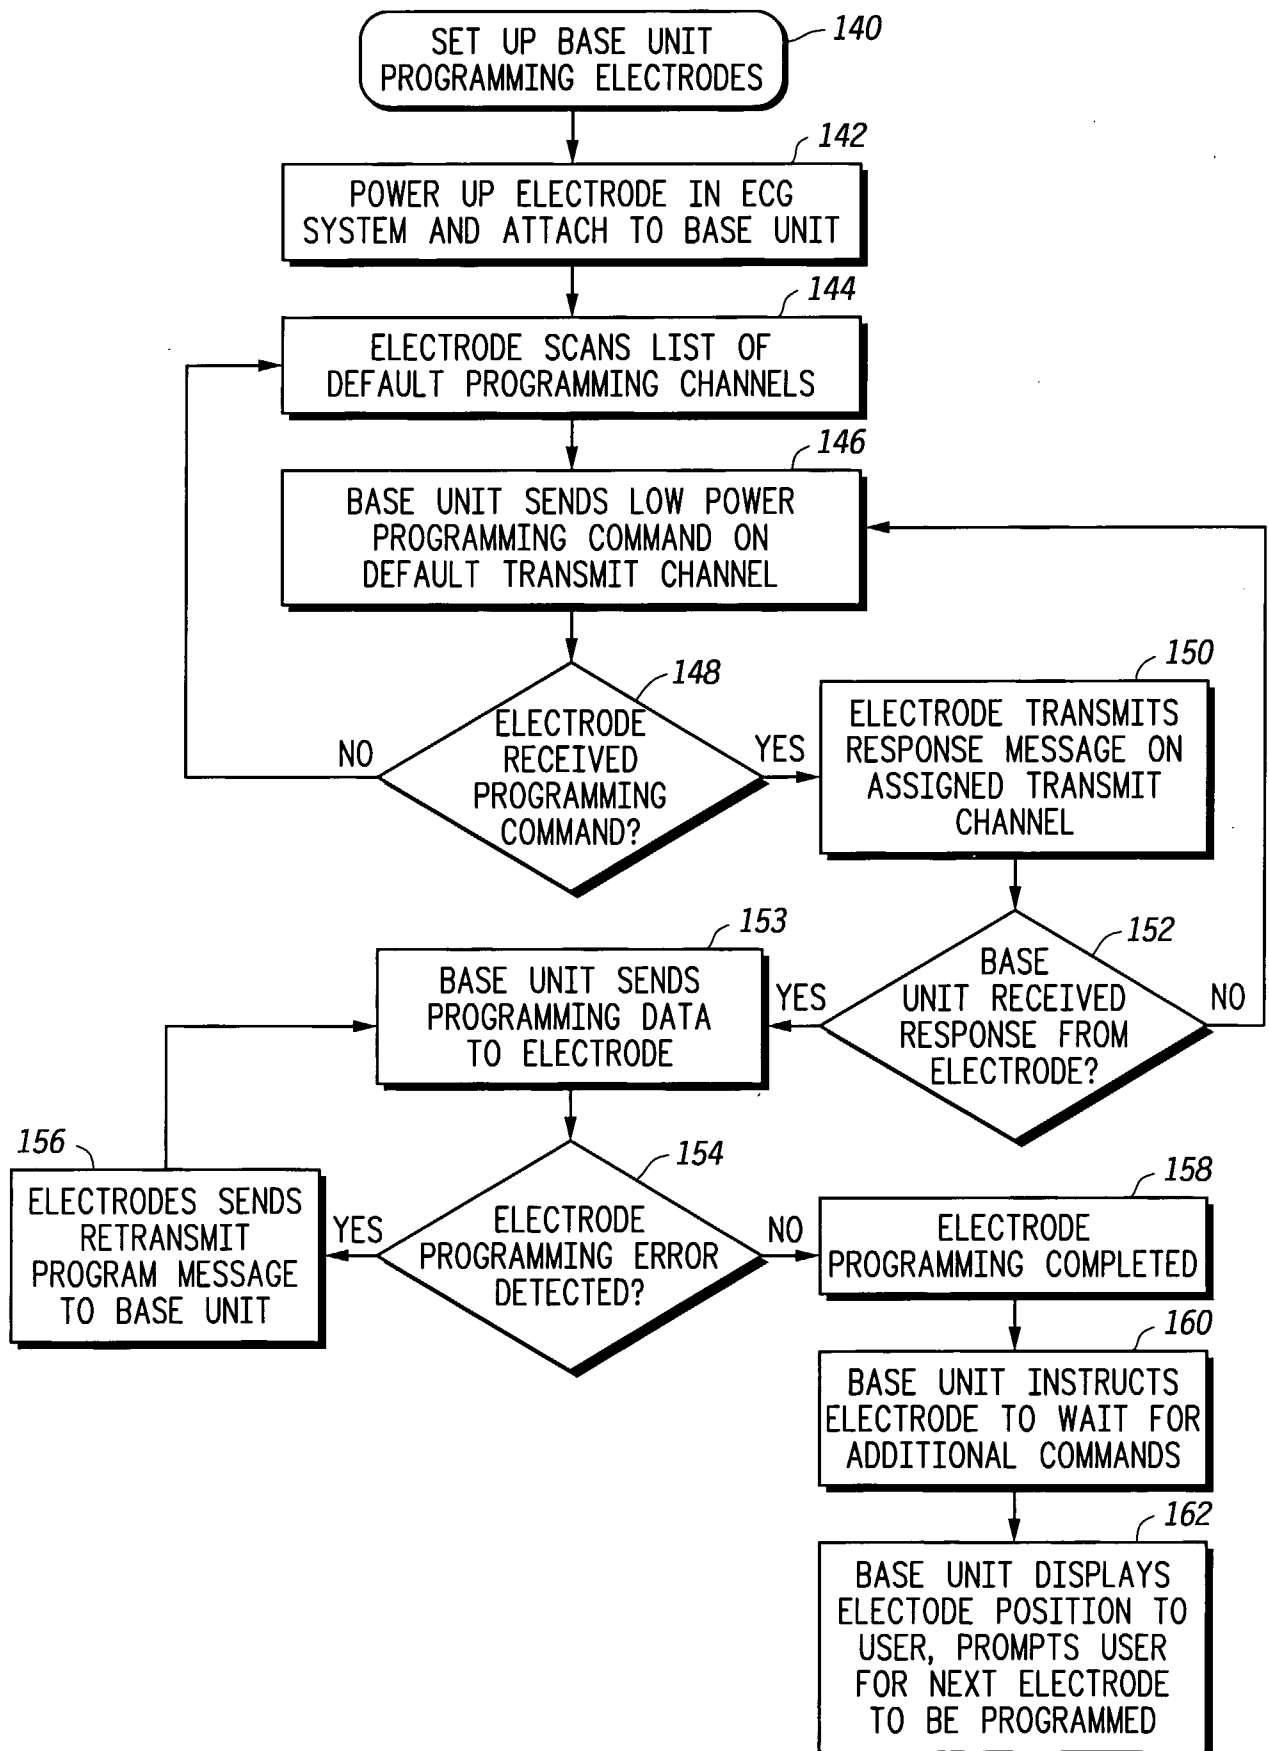 SET UP BASE UNIT
PROGRAMMING ELECTRODES
140
142
POWER UP ELECTRODE IN ECG
SYSTEM AND ATTACH TO BASE UNIT
144
ELECTRODE SCANS LIST OF
DEFAULT PROGRAMMING CHANNELS
146
BASE UNIT SENDS LOW POWER
PROGRAMMING COMMAND ON
DEFAULT TRANSMIT CHANNEL
148
ELECTRODE
RECEIVED
PROGRAMMING
COMMAND?
NO
YES
150
ELECTRODE TRANSMITS
RESPONSE MESSAGE ON
ASSIGNED TRANSMIT
CHANNEL
152
BASE
UNIT RECEIVED
RESPONSE FROM
ELECTRODE?
YES
NO
153
BASE UNIT SENDS
PROGRAMMING DATA
TO ELECTRODE
154
ELECTRODE
PROGRAMMING ERROR
DETECTED?
YES
NO
156
ELECTRODES SENDS
RETRANSMIT
PROGRAM MESSAGE
TO BASE UNIT
158
ELECTRODE
PROGRAMMING COMPLETED
160
BASE UNIT INSTRUCTS
ELECTRODE TO WAIT FOR
ADDITIONAL COMMANDS
162
BASE UNIT DISPLAYS
ELECTODE POSITION TO
USER, PROMPTS USER
FOR NEXT ELECTRODE
TO BE PROGRAMMED